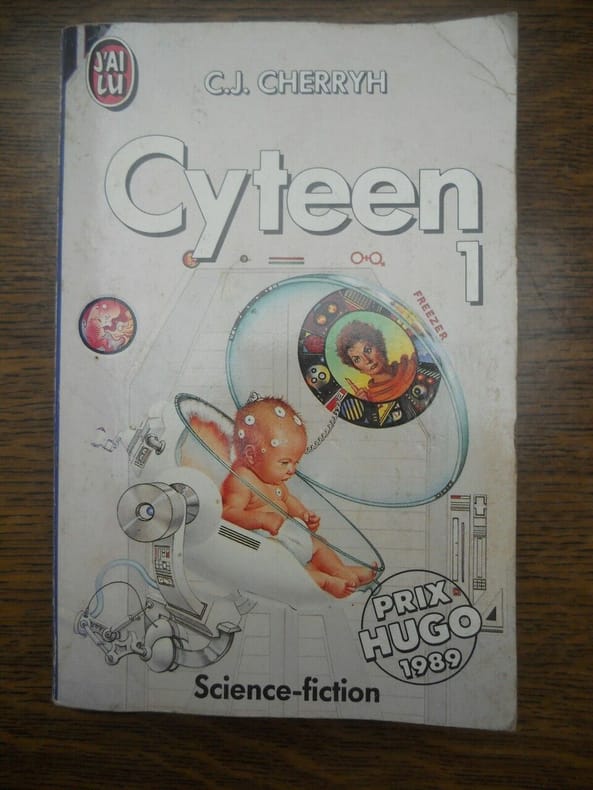 J'AI
LU
C.J. CHERRYH
Cyteen
1
FREEZER
PRIX
HUGO
1989
Science-fiction